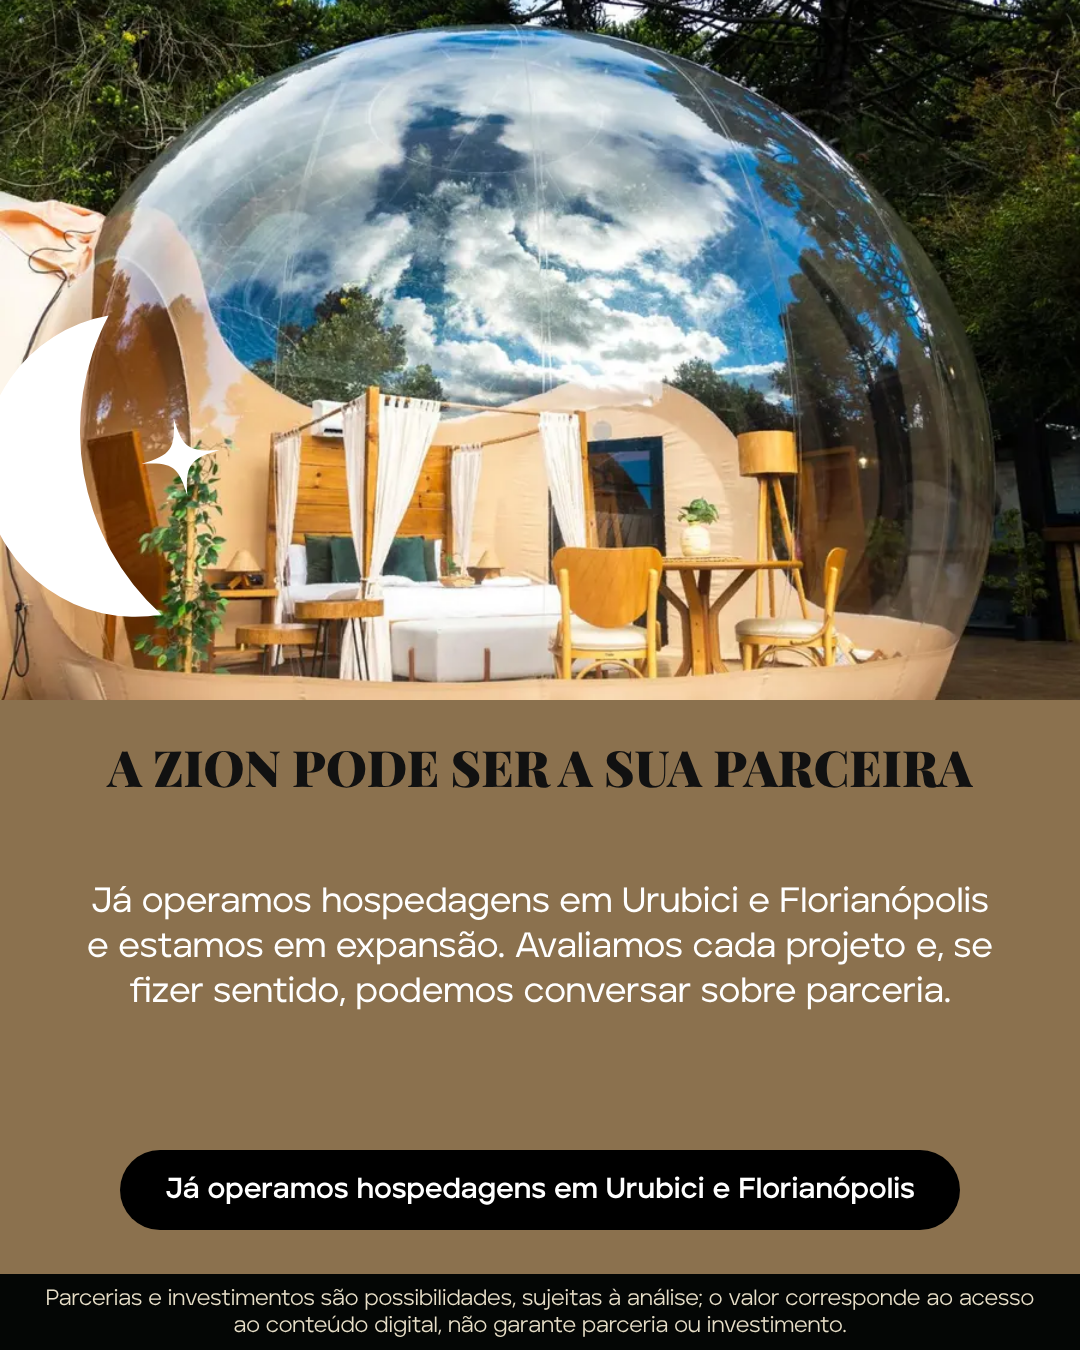 A ZION PODE SER A SUA PARCEIRA
Já operamos hospedagens em Urubici e Florianópolis
e estamos em expansão. Avaliamos cada projeto e, se
fizer sentido, podemos conversar sobre parceria.
Já operamos hospedagens em Urubici e Florianópolis
Parcerias e investimentos são possibilidades, sujeitas à análise; o valor corresponde ao acesso
ao conteúdo digital, não garante parceria ou investimento.